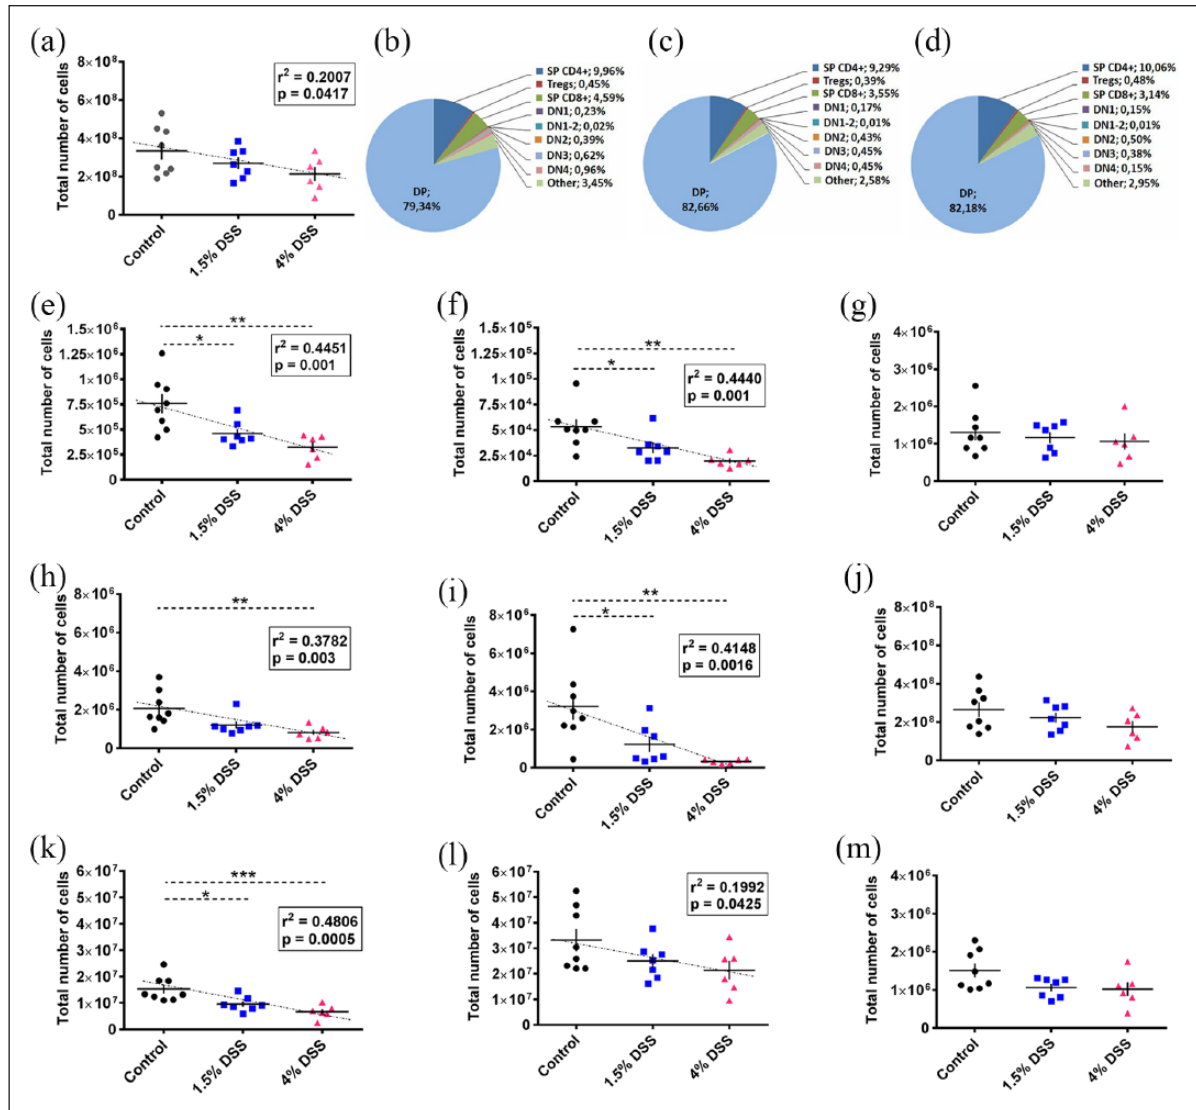 (a)
Total number of cells
8×10⁸
6×10⁸
4×10⁸
2×10⁸
0
r² = 0.2007
p = 0.0417
Control
1.5% DSS
4% DSS
(b)
SP CD4+; 9,96%
Tregs; 0,45%
SP CD8+; 4,59%
DN1; 0,23%
DN1-2; 0,02%
DN2; 0,39%
DN3; 0,62%
DN4; 0,96%
Other; 3,45%
DP;
79,34%
(c)
SP CD4+; 9,29%
Tregs; 0,39%
SP CD8+; 3,55%
DN1; 0,17%
DN1-2; 0,01%
DN2; 0,43%
DN3; 0,45%
DN4; 0,45%
Other; 2,58%
DP;
82,66%
(d)
SP CD4+; 10,06%
Tregs; 0,48%
SP CD8+; 3,14%
DN1; 0,15%
DN1-2; 0,01%
DN2; 0,50%
DN3; 0,38%
DN4; 0,15%
Other; 2,95%
DP;
82,18%
(e)
Total number of cells
1.5×10⁶
1.25×10⁶
1×10⁶
7.5×10⁵
5×10⁵
2.5×10⁵
0
**
*
r² = 0.4451
p = 0.001
Control
1.5% DSS
4% DSS
(f)
Total number of cells
1.5×10⁵
1×10⁵
7.5×10⁴
5×10⁴
2.5×10⁴
0
**
*
r² = 0.4440
p = 0.001
Control
1.5% DSS
4% DSS
(g)
Total number of cells
4×10⁶
3×10⁶
2×10⁶
1×10⁶
0
Control
1.5% DSS
4% DSS
(h)
Total number of cells
8×10⁶
6×10⁶
4×10⁶
2×10⁶
0
**
r² = 0.3782
p = 0.003
Control
1.5% DSS
4% DSS
(i)
Total number of cells
8×10⁶
6×10⁶
4×10⁶
2×10⁶
0
**
*
r² = 0.4148
p = 0.0016
Control
1.5% DSS
4% DSS
(j)
Total number of cells
8×10⁸
6×10⁸
4×10⁸
2×10⁸
0
Control
1.5% DSS
4% DSS
(k)
Total number of cells
6×10⁷
5×10⁷
4×10⁷
3×10⁷
2×10⁷
1×10⁷
0
***
*
r² = 0.4806
p = 0.0005
Control
1.5% DSS
4% DSS
(l)
Total number of cells
6×10⁷
5×10⁷
4×10⁷
3×10⁷
2×10⁷
1×10⁷
0
r² = 0.1992
p = 0.0425
Control
1.5% DSS
4% DSS
(m)
Total number of cells
4×10⁶
3×10⁶
2×10⁶
1×10⁶
0
Control
1.5% DSS
4% DSS